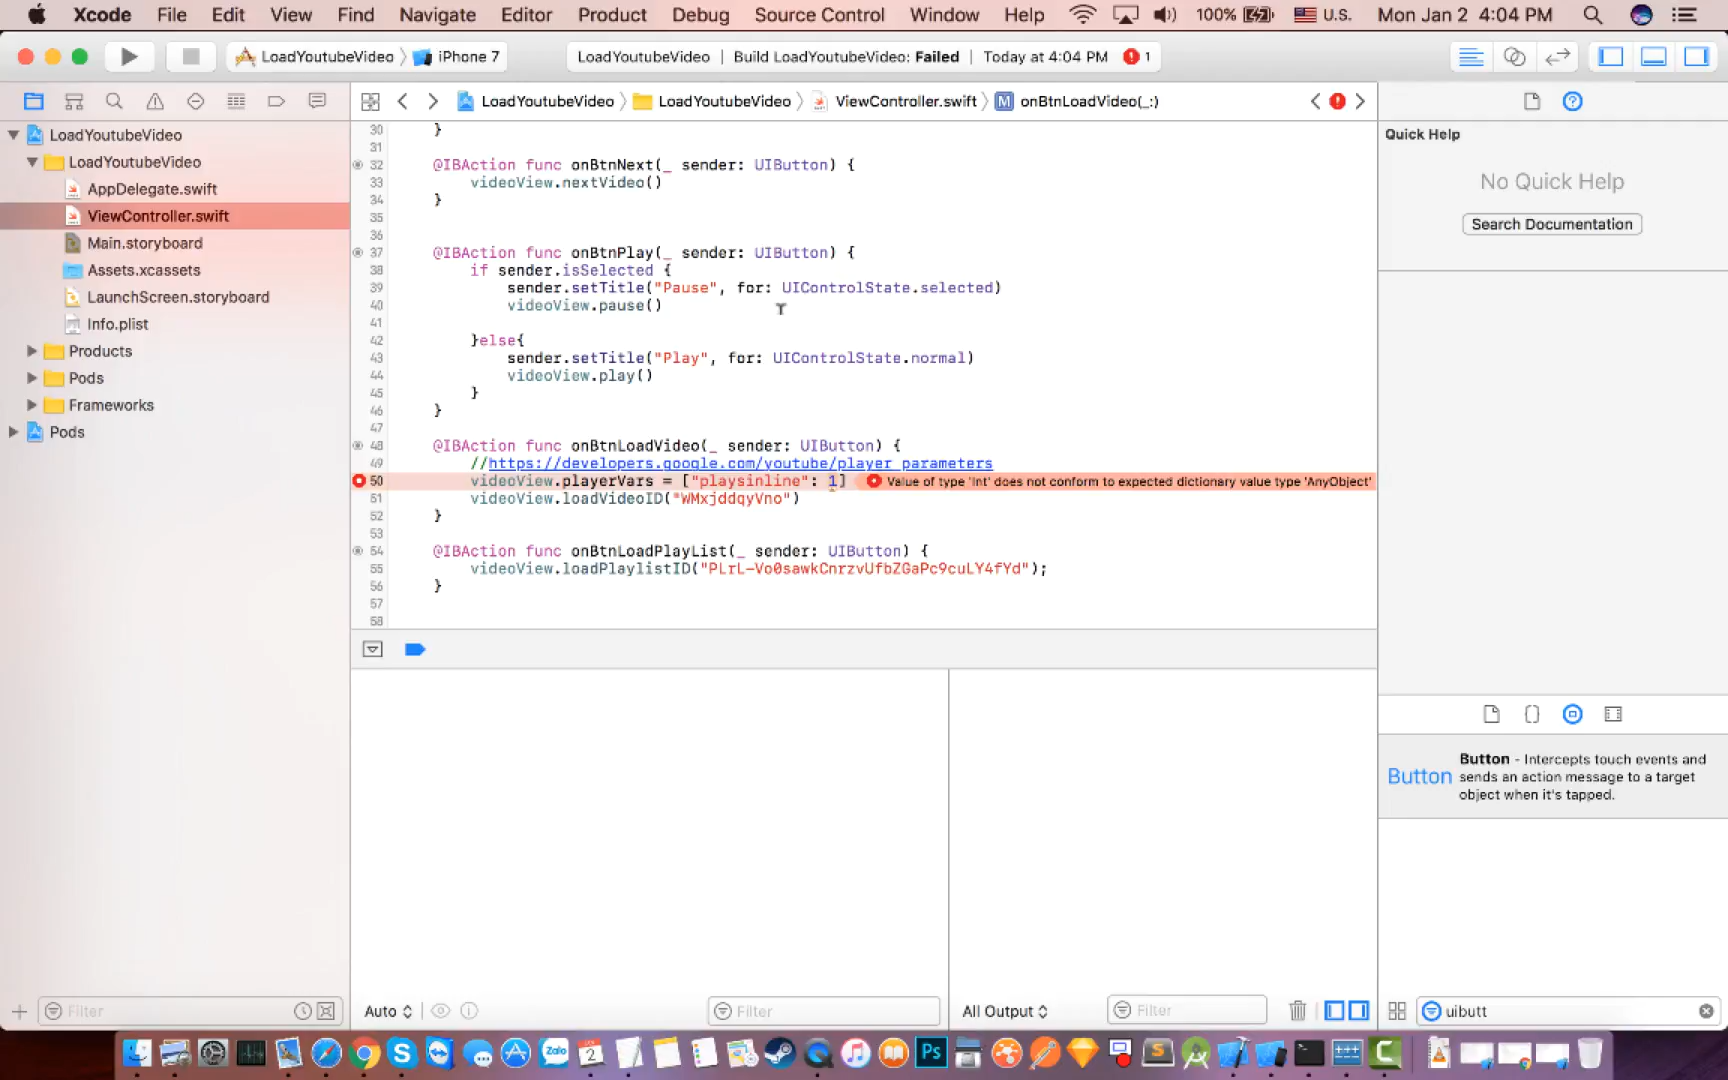 Xcode File Edit View Find Navigate Editor Product Debug Source Control Window Help 100% U.S. Mon Jan 2 4:04 PM
LoadYoutubeVideo iPhone 7 LoadYoutubeVideo | Build LoadYoutubeVideo: Failed | Today at 4:04 PM 1
LoadYoutubeVideo LoadYoutubeVideo ViewController.swift M onBtnLoadVideo(_:)
LoadYoutubeVideo
LoadYoutubeVideo
AppDelegate.swift
ViewController.swift
Main.storyboard
Assets.xcassets
LaunchScreen.storyboard
Info.plist
Products
Pods
Frameworks
Pods
Filter
30 }
31
32 @IBAction func onBtnNext(_ sender: UIButton) {
33 videoView.nextVideo()
34 }
35
36
37 @IBAction func onBtnPlay(_ sender: UIButton) {
38 if sender.isSelected {
39 sender.setTitle("Pause", for: UIControlState.selected)
40 videoView.pause()
41
42 }else{
43 sender.setTitle("Play", for: UIControlState.normal)
44 videoView.play()
45 }
46 }
47
48 @IBAction func onBtnLoadVideo(_ sender: UIButton) {
49 //https://developers.google.com/youtube/player_parameters
50 videoView.playerVars = ["playsinline": 1] Value of type 'Int' does not conform to expected dictionary value type 'AnyObject'
51 videoView.loadVideoID("WMxjddqyVno")
52 }
53
54 @IBAction func onBtnLoadPlayList(_ sender: UIButton) {
55 videoView.loadPlaylistID("PLrL-Vo0sawkCnrzvUfbZGaPc9cuLY4fYd");
56 }
57
58
Auto Filter All Output Filter
Quick Help
No Quick Help
Search Documentation
Button
Button - Intercepts touch events and
sends an action message to a target
object when it's tapped.
uibutt
Zalo 2 Ps S